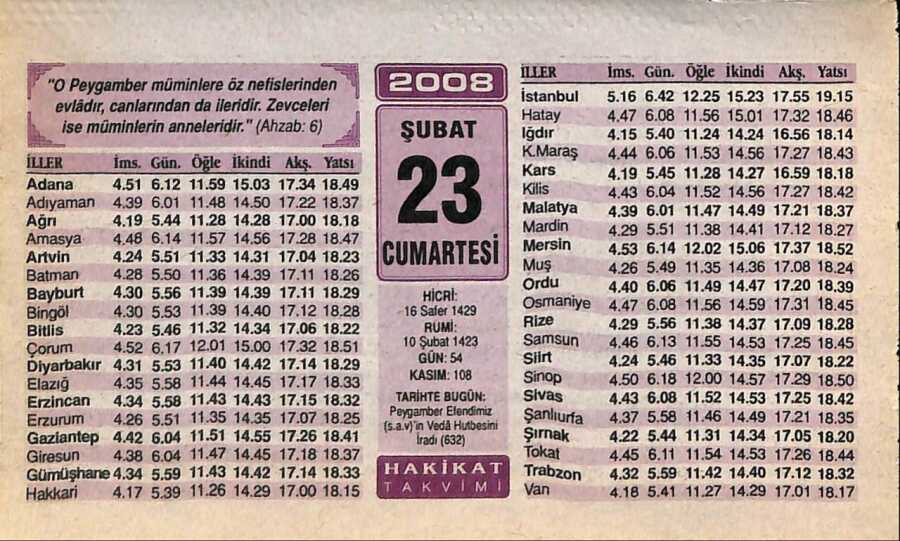 "O Peygamber müminlere öz nefislerinden
evlâdır, canlarından da ileridir. Zevceleri
ise müminlerin anneleridir." (Ahzab: 6)
İLLER İms. Gün. Öğle İkindi Akş. Yatsı
Adana 4.51 6.12 11.59 15.03 17.34 18.49
Adıyaman 4.39 6.01 11.48 14.50 17.22 18.37
Ağrı 4.19 5.44 11.28 14.28 17.00 18.18
Amasya 4.48 6.14 11.57 14.56 17.28 18.47
Artvin 4.24 5.51 11.33 14.31 17.04 18.23
Batman 4.28 5.50 11.36 14.39 17.11 18.26
Bayburt 4.30 5.56 11.39 14.39 17.11 18.29
Bingöl 4.30 5.53 11.39 14.40 17.12 18.28
Bitlis 4.23 5.46 11.32 14.34 17.06 18.22
Çorum 4.52 6.17 12.01 15.00 17.32 18.51
Diyarbakır 4.31 5.53 11.40 14.42 17.14 18.29
Elazığ 4.35 5.58 11.44 14.45 17.17 18.33
Erzincan 4.34 5.58 11.43 14.43 17.15 18.32
Erzurum 4.26 5.51 11.35 14.35 17.07 18.25
Gaziantep 4.42 6.04 11.51 14.55 17.26 18.41
Giresun 4.38 6.04 11.47 14.45 17.18 18.37
Gümüşhane 4.34 5.59 11.43 14.42 17.14 18.33
Hakkari 4.17 5.39 11.26 14.29 17.00 18.15
2008
ŞUBAT
23
CUMARTESİ
HİCRİ:
16 Safer 1429
RUMİ:
10 Şubat 1423
GÜN: 54
KASIM: 108
TARİHTE BUGÜN:
Peygamber Efendimiz
(s.a.v)'in Vedâ Hutbesini
İradı (632)
HAKİKAT
TAKVİMİ
İLLER İms. Gün. Öğle İkindi Akş. Yatsı
İstanbul 5.16 6.42 12.25 15.23 17.55 19.15
Hatay 4.47 6.08 11.56 15.01 17.32 18.46
Iğdır 4.15 5.40 11.24 14.24 16.56 18.14
K.Maraş 4.44 6.06 11.53 14.56 17.27 18.43
Kars 4.19 5.45 11.28 14.27 16.59 18.18
Kilis 4.43 6.04 11.52 14.56 17.27 18.42
Malatya 4.39 6.01 11.47 14.49 17.21 18.37
Mardin 4.29 5.51 11.38 14.41 17.12 18.27
Mersin 4.53 6.14 12.02 15.06 17.37 18.52
Muş 4.26 5.49 11.35 14.36 17.08 18.24
Ordu 4.40 6.06 11.49 14.47 17.20 18.39
Osmaniye 4.47 6.08 11.56 14.59 17.31 18.45
Rize 4.29 5.56 11.38 14.37 17.09 18.28
Samsun 4.46 6.13 11.55 14.53 17.25 18.45
Siirt 4.24 5.46 11.33 14.35 17.07 18.22
Sinop 4.50 6.18 12.00 14.57 17.29 18.50
Sivas 4.43 6.08 11.52 14.53 17.25 18.42
Şanlıurfa 4.37 5.58 11.46 14.49 17.21 18.35
Şırnak 4.22 5.44 11.31 14.34 17.05 18.20
Tokat 4.45 6.11 11.54 14.53 17.26 18.44
Trabzon 4.32 5.59 11.42 14.40 17.12 18.32
Van 4.18 5.41 11.27 14.29 17.01 18.17